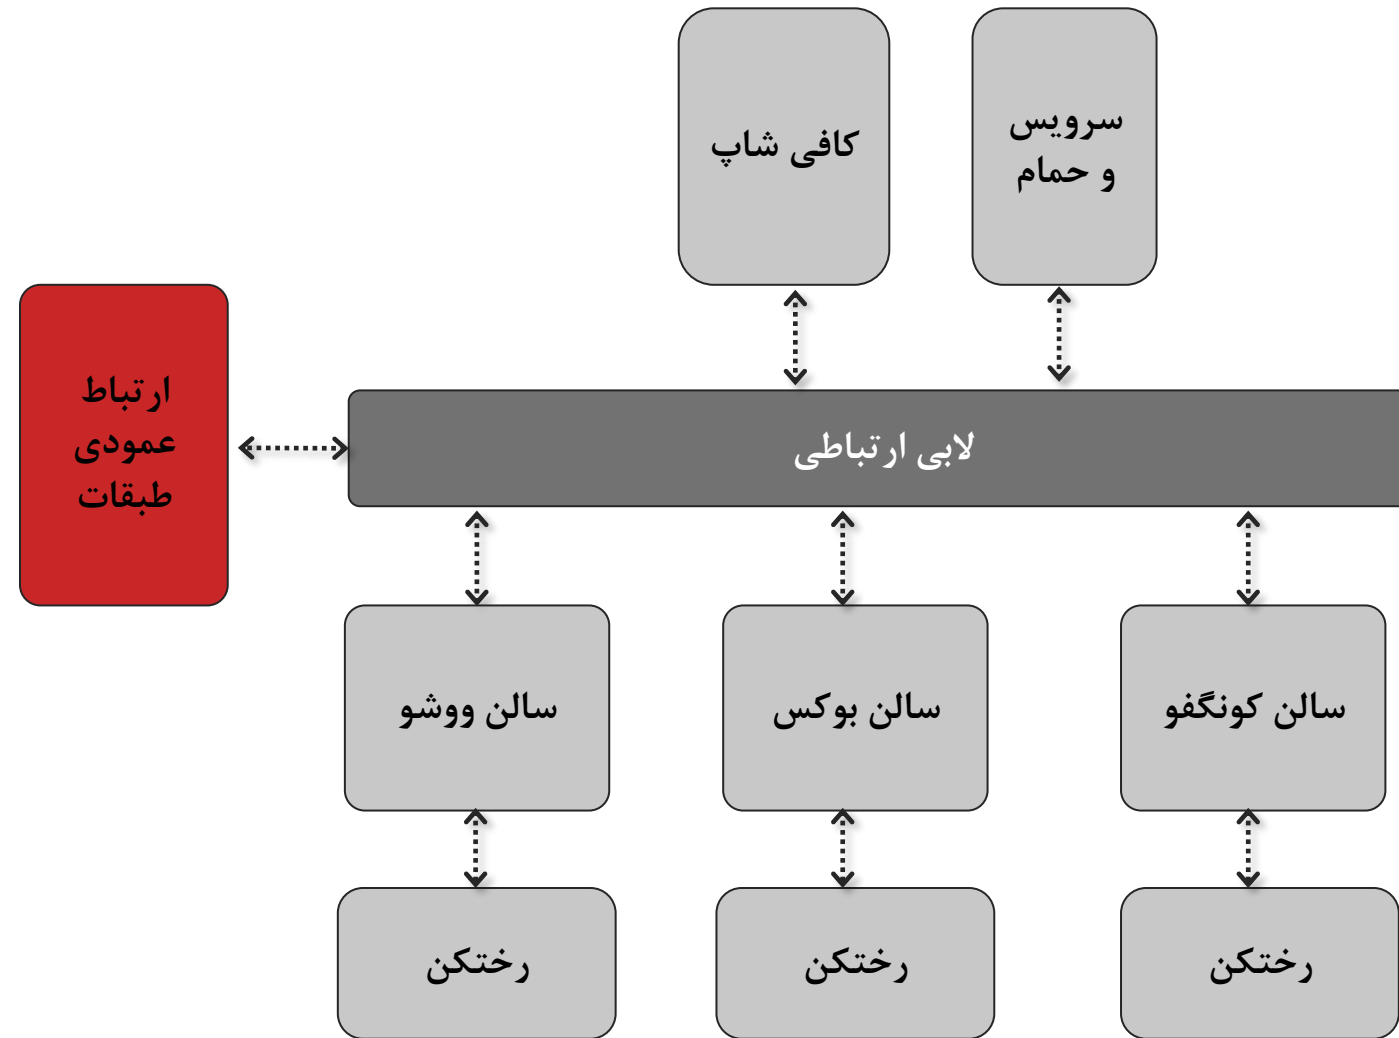 سرویس
و حمام
کافی شاپ
ارتباط
عمودی
طبقات
لابی ارتباطی
سالن کونگفو
سالن بوکس
سالن ووشو
رختکن
رختکن
رختکن